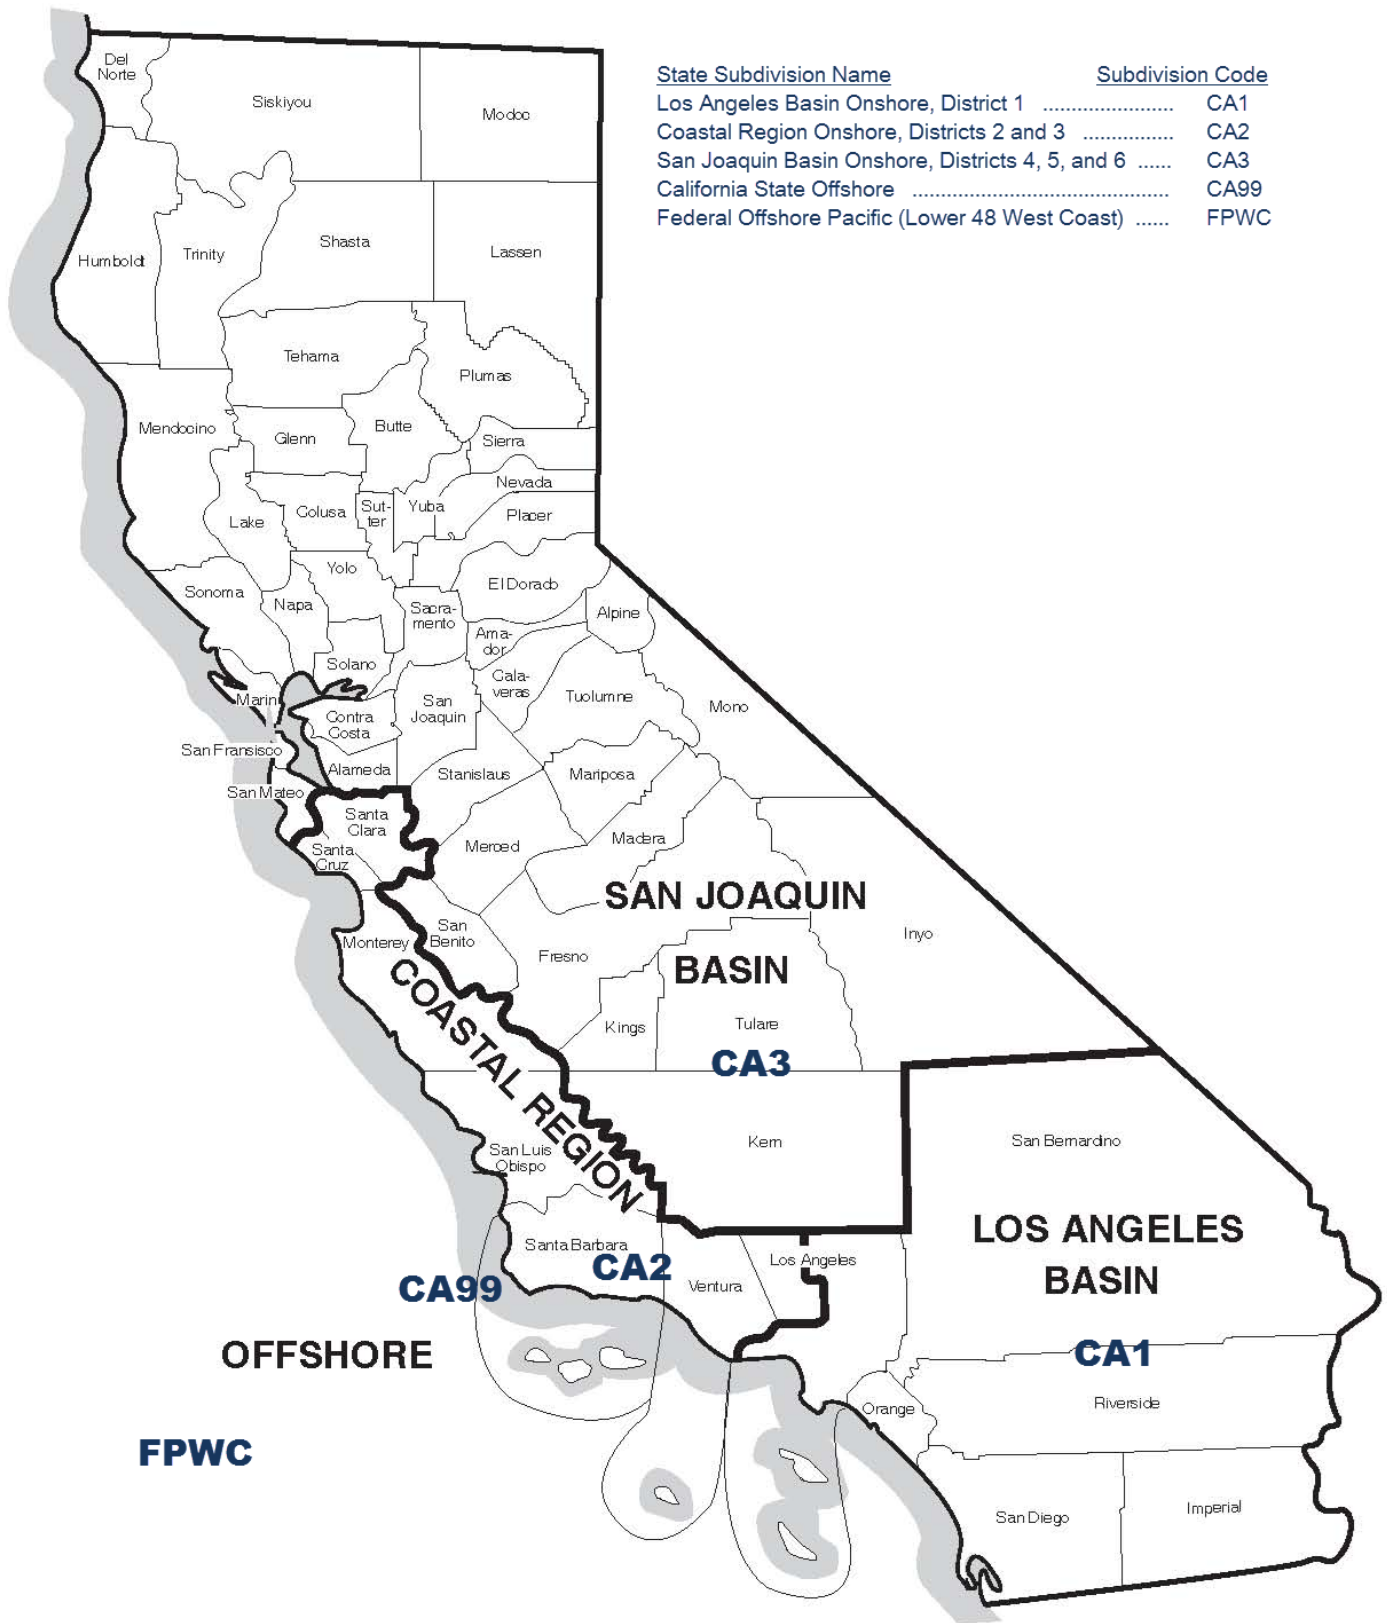 State Subdivision Name Subdivision Code
Los Angeles Basin Onshore, District 1 ....................... CA1
Coastal Region Onshore, Districts 2 and 3 ................ CA2
San Joaquin Basin Onshore, Districts 4, 5, and 6 ...... CA3
California State Offshore ............................................. CA99
Federal Offshore Pacific (Lower 48 West Coast) ...... FPWC
Del
Norte
Siskiyou
Modoc
Humboldt
Trinity
Shasta
Lassen
Tehama
Plumas
Mendocino
Glenn
Butte
Sierra
Nevada
Lake
Colusa
Sut-
ter
Yuba
Placer
Sonoma
Napa
Yolo
El Dorado
Sacra-
mento
Alpine
Ama-
dor
Solano
Cala-
veras
Tuolumne
Mono
Marin
Contra
Costa
San
Joaquin
San Fransisco
Alameda
Stanislaus
Mariposa
San Mateo
Santa
Clara
Santa
Cruz
Merced
Madera
SAN JOAQUIN
BASIN
Monterey
San
Benito
Fresno
Inyo
Kings
Tulare
CA3
COASTAL REGION
San Luis
Obispo
Kern
San Bernardino
LOS ANGELES
BASIN
Santa Barbara
CA2
Ventura
Los Angeles
CA99
OFFSHORE
CA1
Orange
Riverside
FPWC
San Diego
Imperial